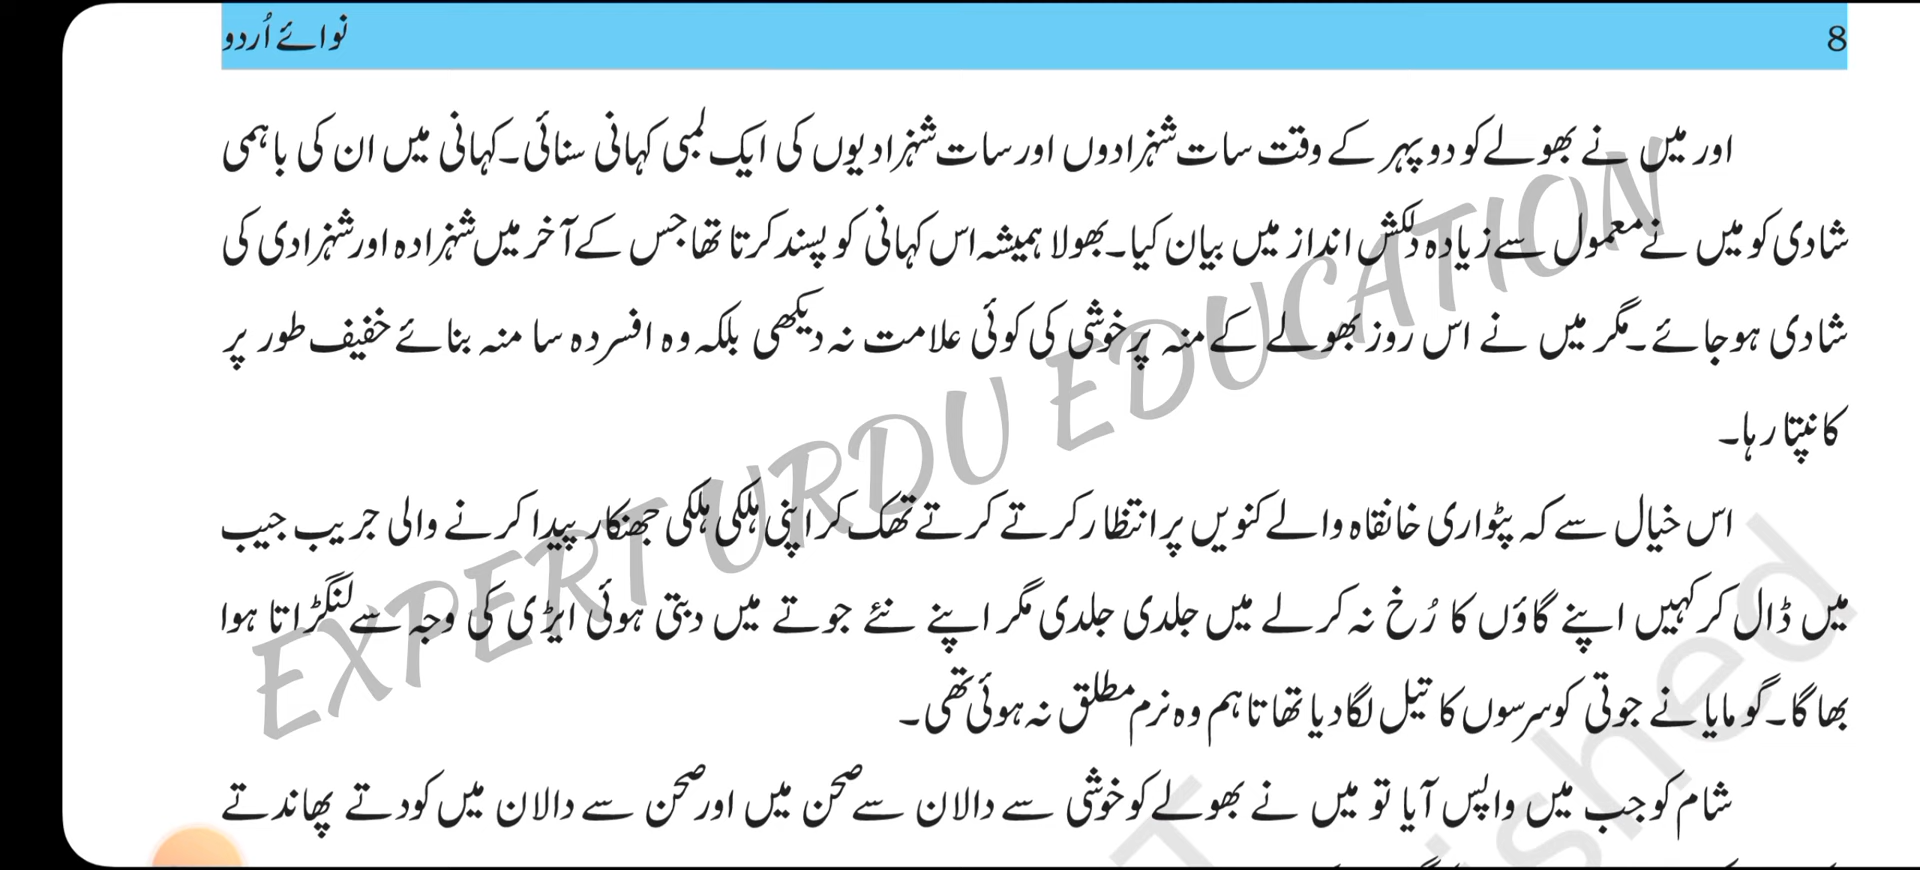 8 نوائے اُردو
اور میں نے بھولے کو دوپہر کے وقت سات شہزادوں اور سات شہزادیوں کی ایک لمبی کہانی سنائی۔ کہانی میں ان کی باہمی
شادی کو میں نے معمول سے زیادہ دلکش انداز میں بیان کیا۔ بھولا ہمیشہ اس کہانی کو پسند کرتا تھا جس کے آخر میں شہزادہ اور شہزادی کی
شادی ہو جائے۔ مگر میں نے اس روز بھولے کے منہ پر خوشی کی کوئی علامت نہ دیکھی بلکہ وہ افسردہ سا منہ بنائے خفیف طور پر
کانپتا رہا۔
اس خیال سے کہ پٹواری خانقاہ والے کنویں پر انتظار کرتے کرتے تھک کر اپنی ہلکی ہلکی جھنکار پیدا کرنے والی جریب جیب
میں ڈال کر کہیں اپنے گاؤں کا رُخ نہ کر لے میں جلدی جلدی مگر اپنے نئے جوتے میں دبتی ہوئی ایڑی کی وجہ سے لنگڑاتا ہوا
بھاگا۔ گو مایا نے جوتی کو سرسوں کا تیل لگا دیا تھا تاہم وہ نرم مطلق نہ ہوئی تھی۔
شام کو جب میں واپس آیا تو میں نے بھولے کو خوشی سے دالان سے صحن میں اور صحن سے دالان میں کودتے پھاندتے
EXPERT URDU EDUCATION